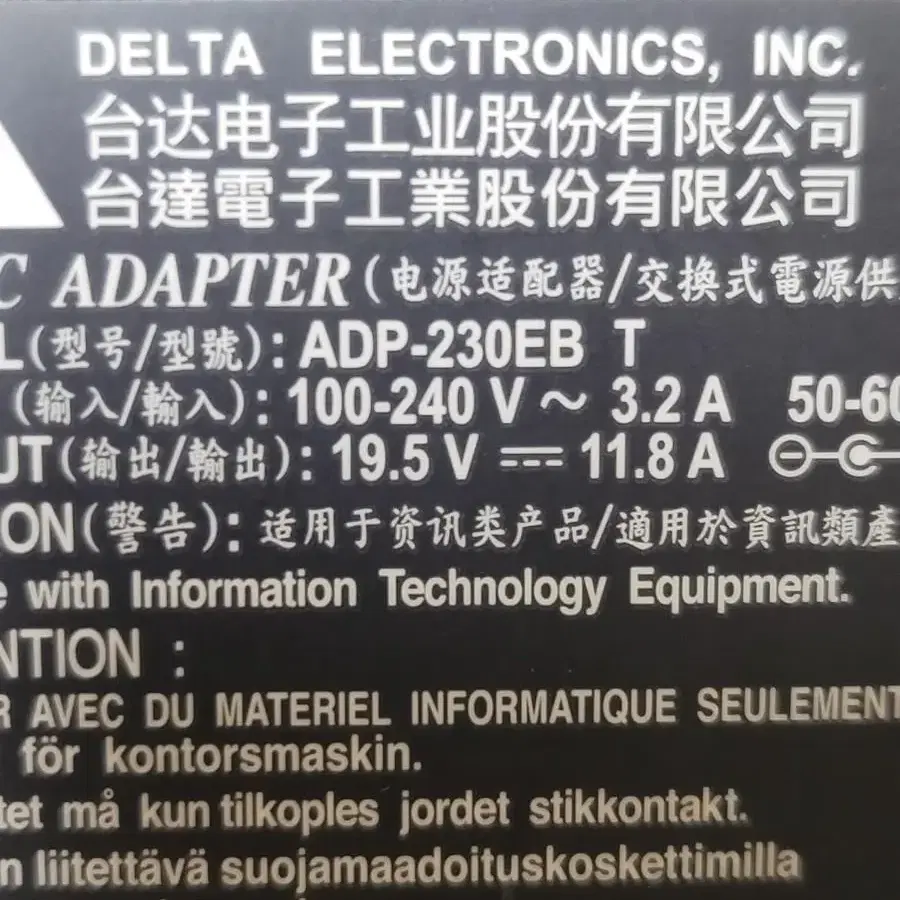 DELTA ELECTRONICS, INC.
台达电子工业股份有限公司
台達電子工業股份有限公司
C ADAPTER(电源适配器/交換式電源供
L(型号/型號): ADP-230EB T
(输入/輸入): 100-240 V ~ 3.2 A 50-60
UT(输出/輸出): 19.5 V ⎓ 11.8 A
ION(警告): 适用于资讯类产品/適用於資訊類產
e with Information Technology Equipment.
NTION :
R AVEC DU MATERIEL INFORMATIQUE SEULEMENT
för kontorsmaskin.
tet må kun tilkoples jordet stikkontakt.
n liitettävä suojamaadoituskoskettimilla